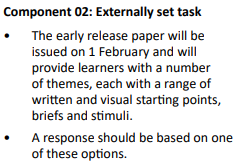 Component 02: Externally set task
• The early release paper will be
issued on 1 February and will
provide learners with a number
of themes, each with a range of
written and visual starting points,
briefs and stimuli.
• A response should be based on one
of these options.